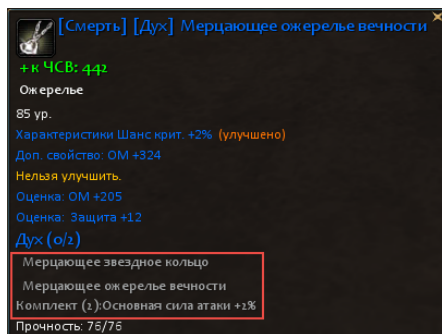 [Смерть] [Дух] Мерцающее ожерелье вечности
+ к ЧСВ: 442
Ожерелье
85 ур.
Характеристики Шанс крит. +2% (улучшено)
Доп. свойство: ОМ +324
Нельзя улучшить.
Оценка: ОМ +205
Оценка: Защита +12
Дух (0/2)
Мерцающее звездное кольцо
Мерцающее ожерелье вечности
Комплект (2):Основная сила атаки +2%
Прочность: 76/76